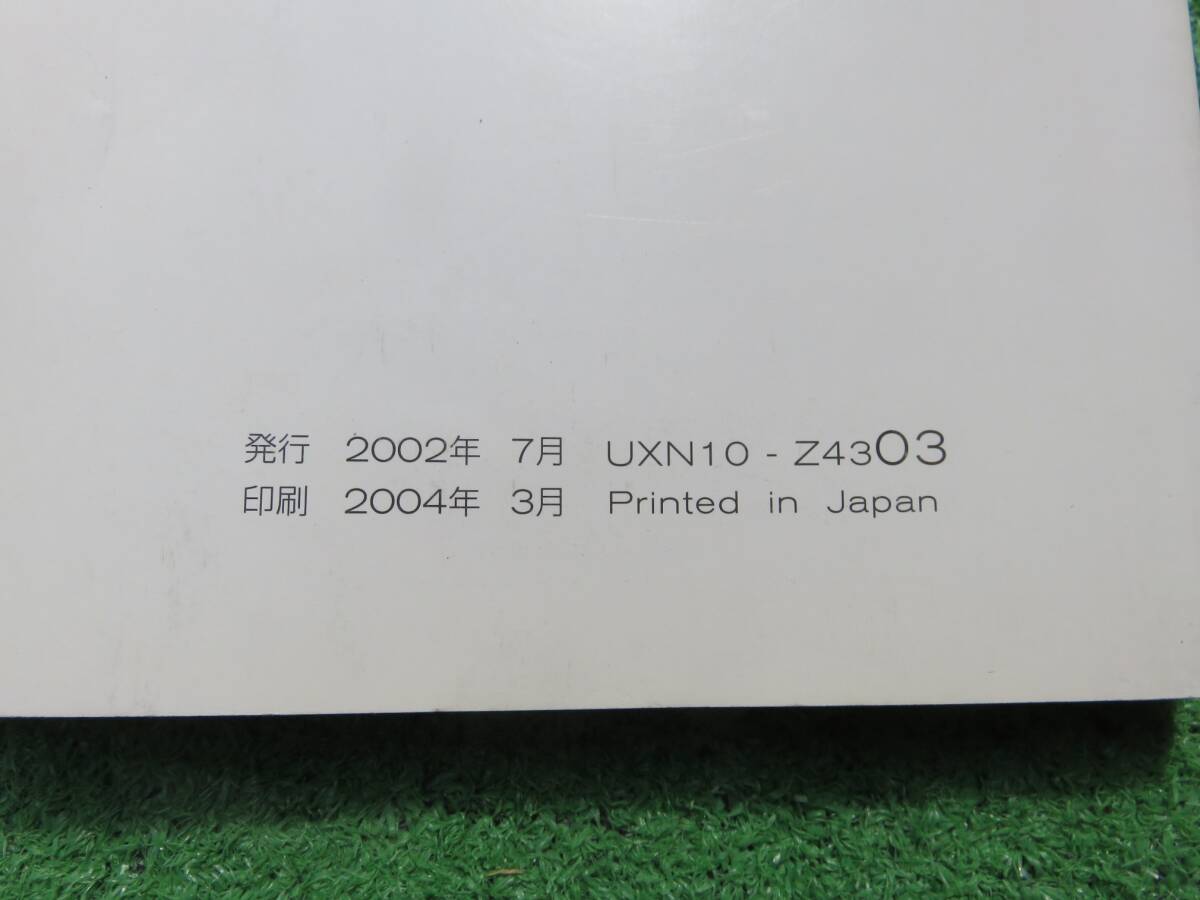 発行 2002年 7月 UXN10 - Z4303
印刷 2004年 3月 Printed in Japan